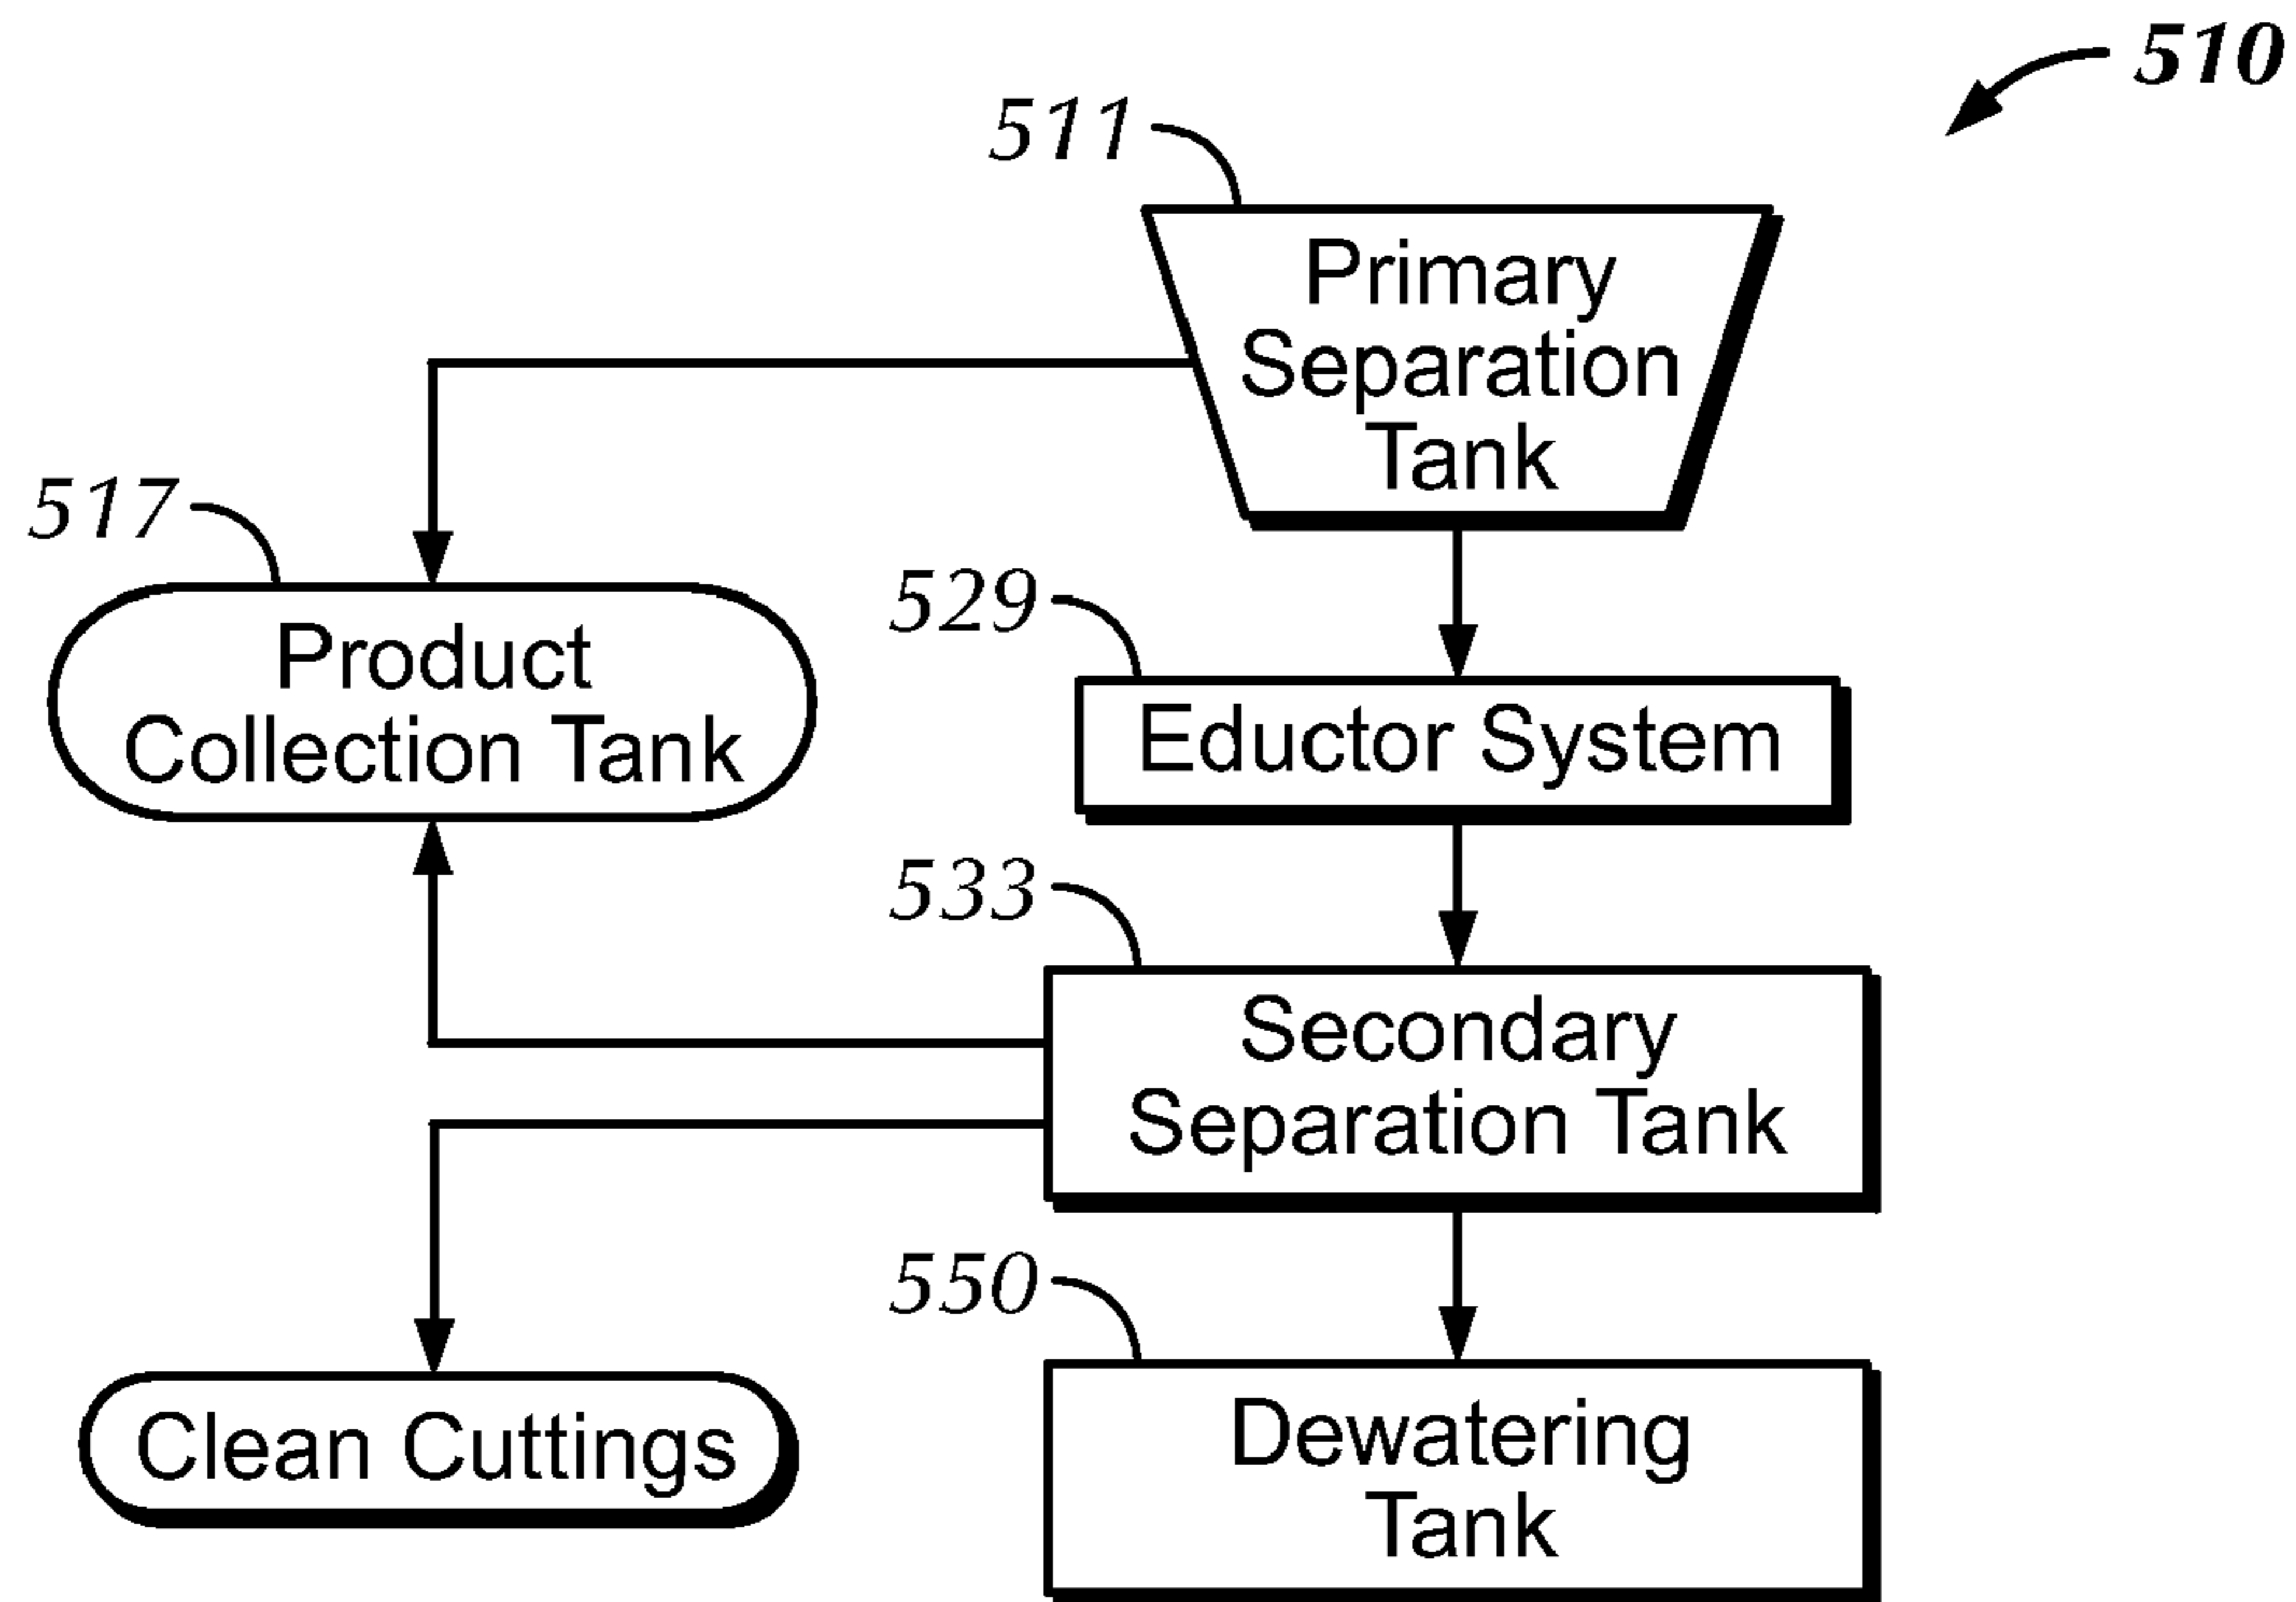 510
511
Primary
Separation
Tank
517
Product
Collection Tank
529
Eductor System
533
Secondary
Separation Tank
550
Clean Cuttings
Dewatering
Tank